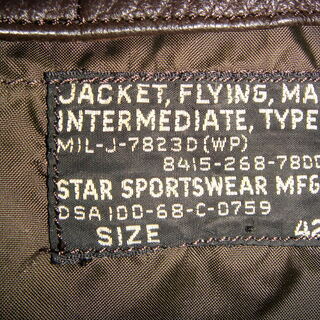 JACKET, FLYING, MA
INTERMEDIATE, TYPE
MIL-J-7823D (WP)
8415-268-7800
STAR SPORTSWEAR MFG
DSA 100-68-C-0759
SIZE 42